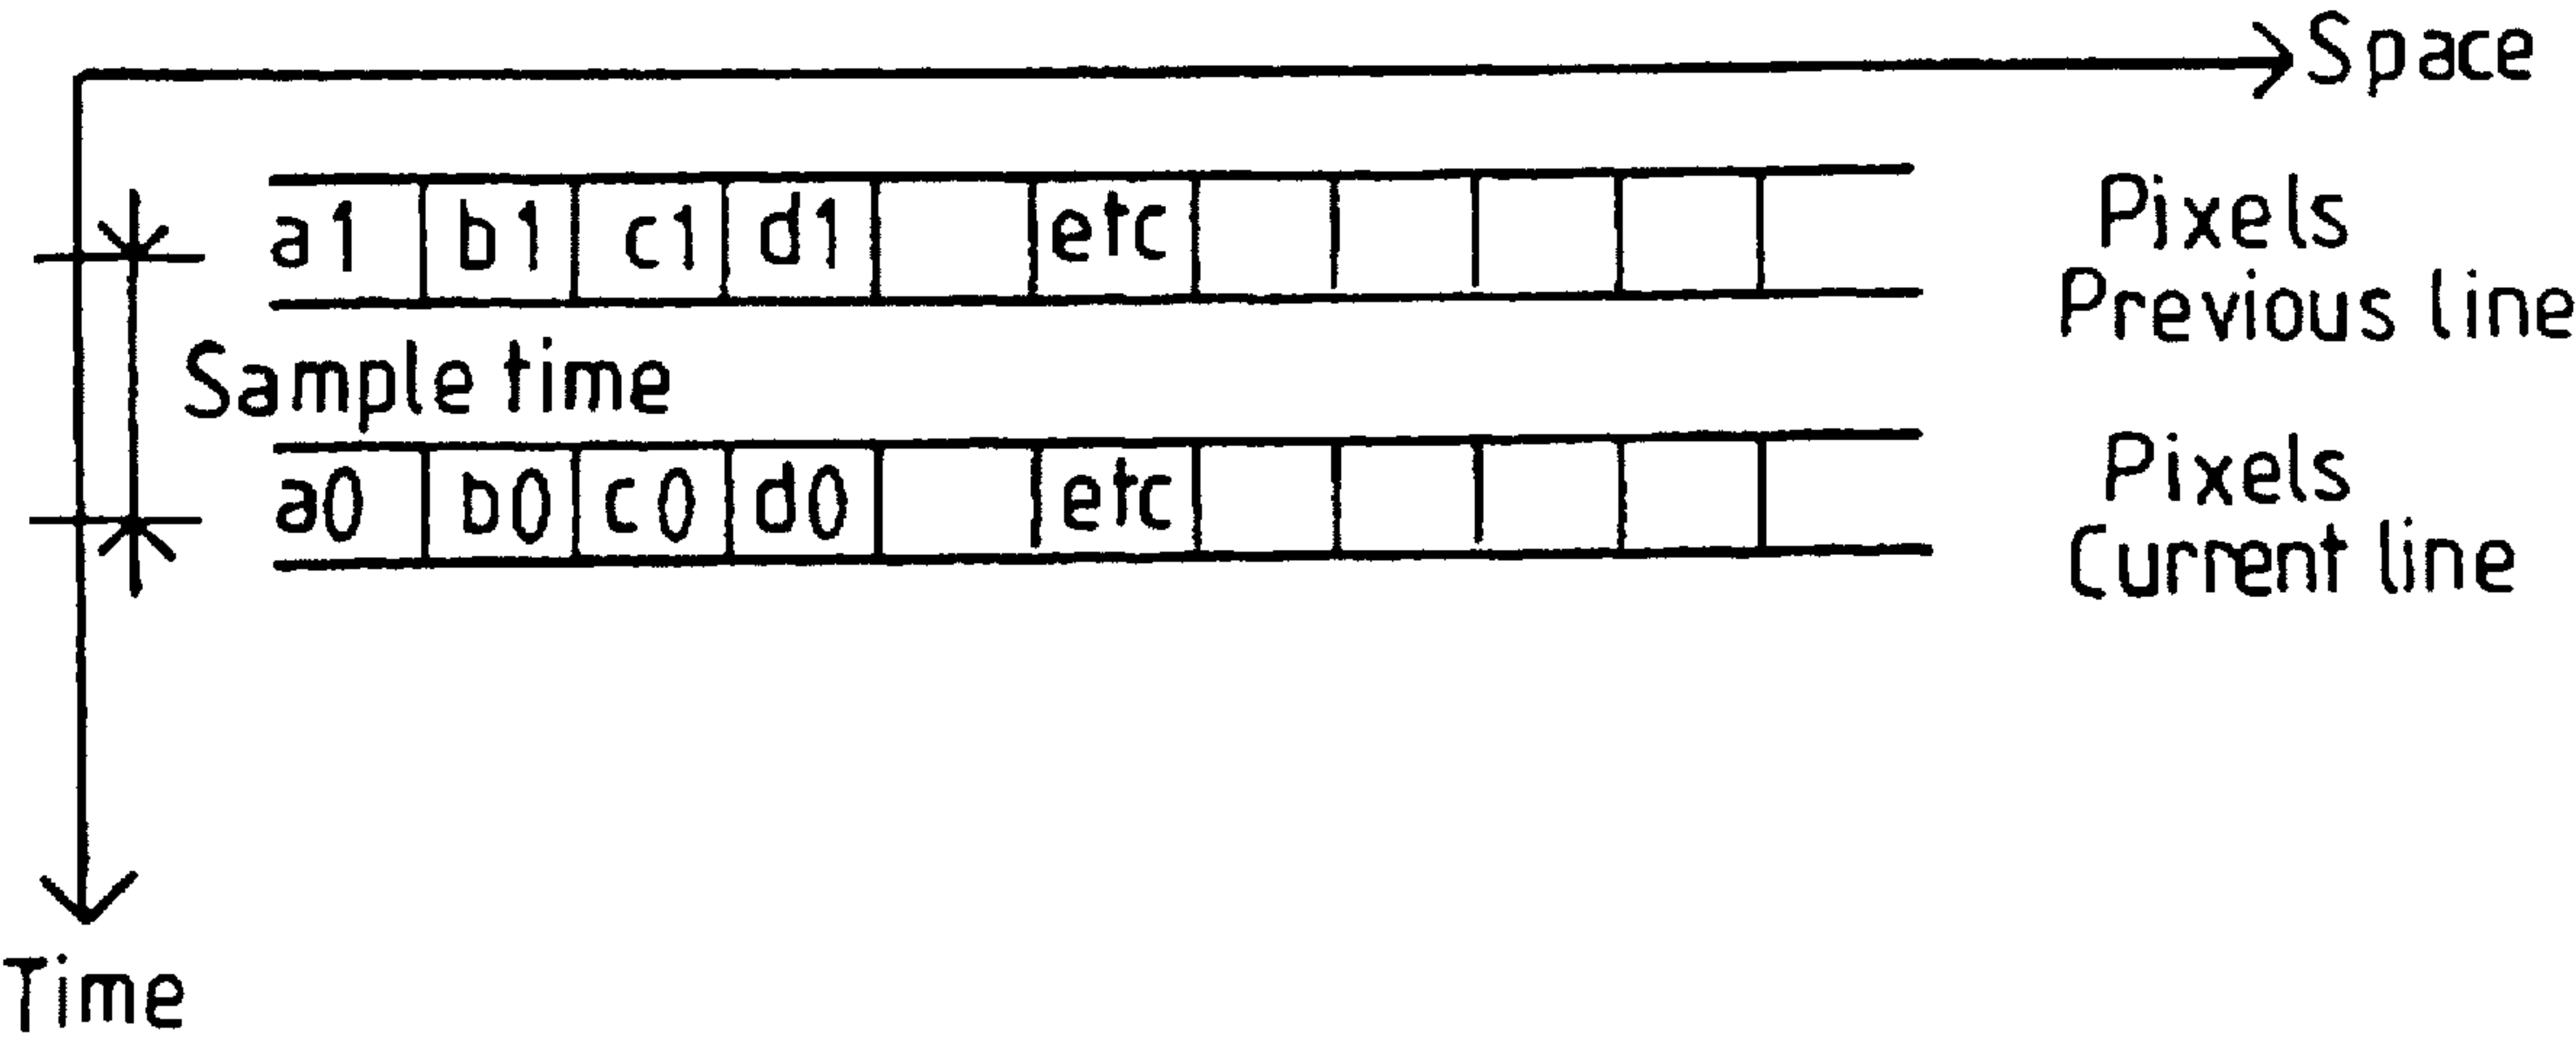 Space
a1 b1 c1 d1 etc
Pixels
Previous line
Sample time
a0 b0 c0 d0 etc
Pixels
Current line
Time